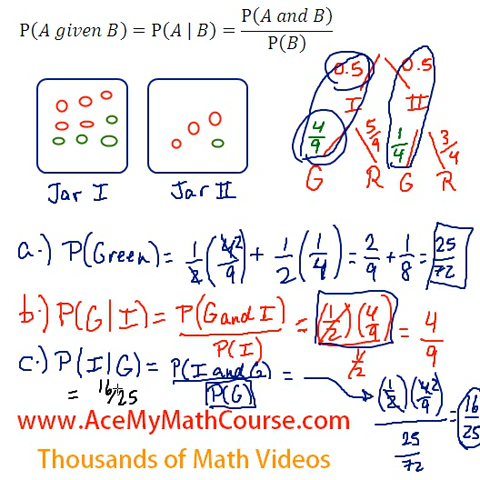 P(A given B) = P(A | B) = P(A and B) / P(B)
0.5 0.5
I II
4/9 5/9 1/4 3/4
G R G R
Jar I Jar II
a.) P(Green) = 1/2 (4/9) 2 + 1/2 (1/4) = 2/9 + 1/8 = 25/72
b.) P(G|I) = P(G and I) / P(I) = (1/2)(4/9) / 1/2 = 4/9
c.) P(I|G) = P(I and G) / P(G) = (1/2)(4/9) 2 / 25/72 = 16/25
= 16/25
www.AceMyMathCourse.com
Thousands of Math Videos